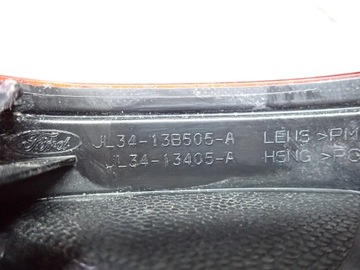 Ford
JL34-13B505-A LENS >PM
JL34-13405-A HSNG >PC